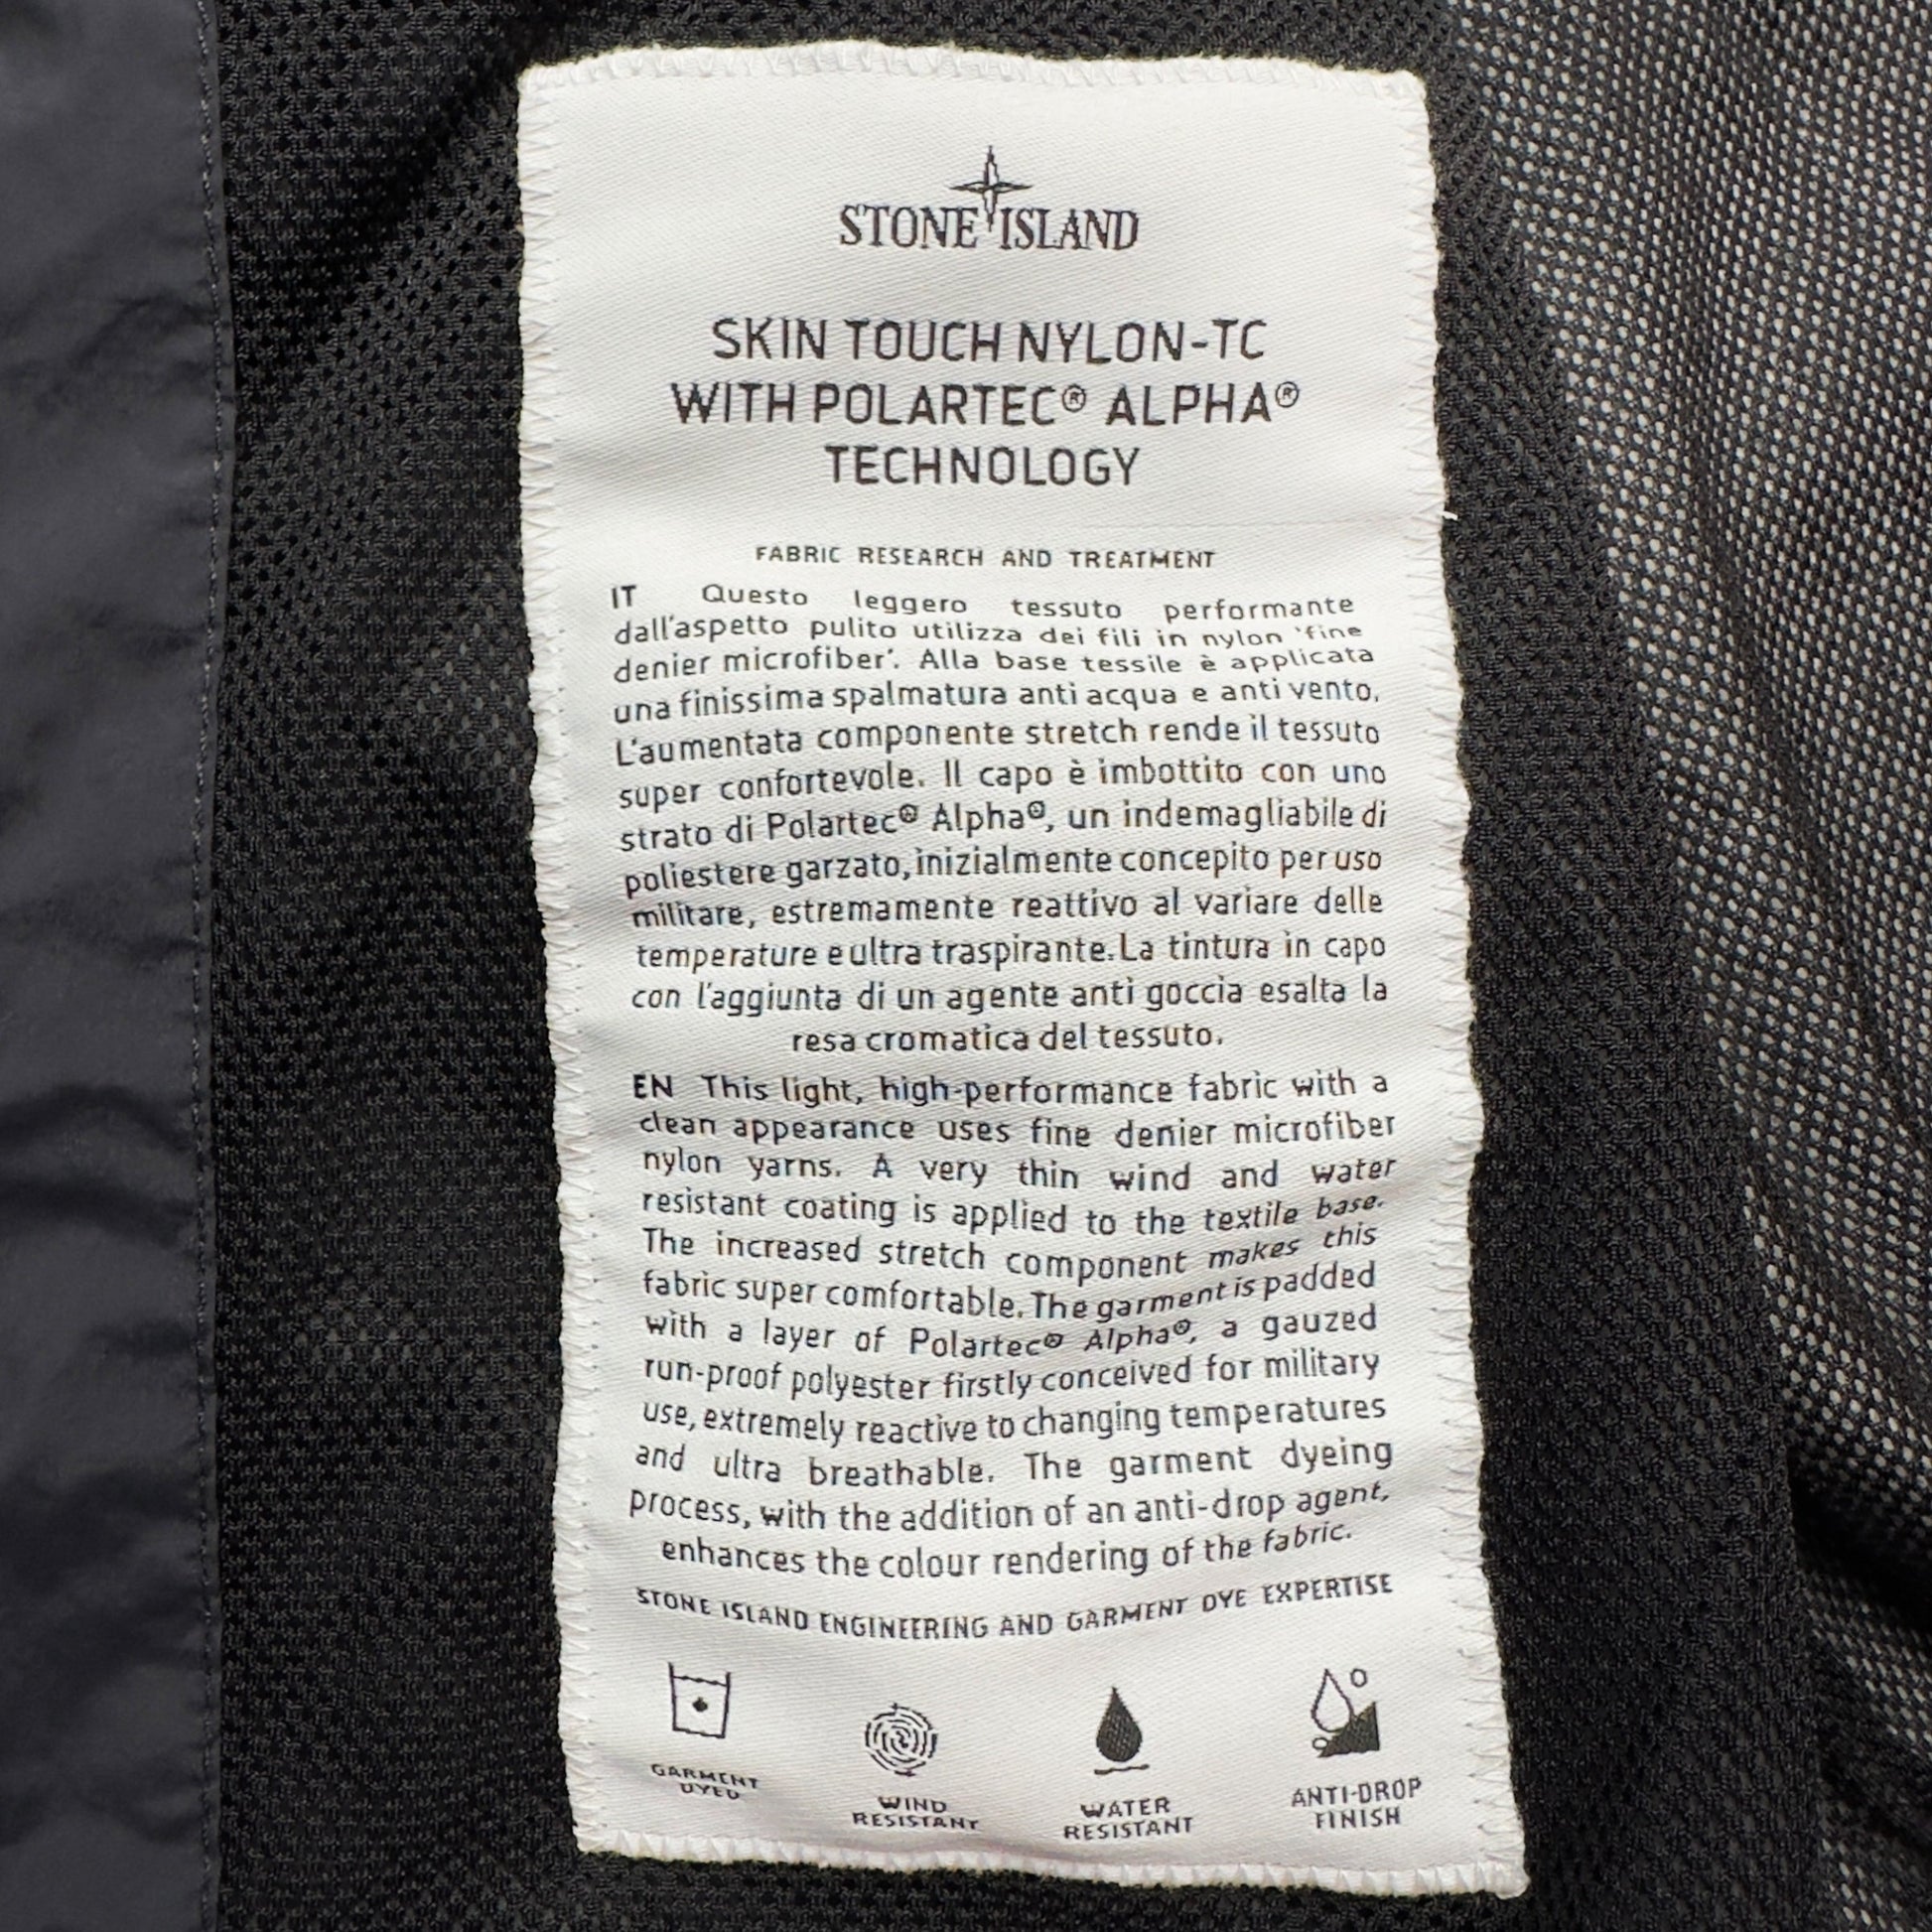 STONE ISLAND
SKIN TOUCH NYLON-TC
WITH POLARTEC® ALPHA®
TECHNOLOGY
FABRIC RESEARCH AND TREATMENT
IT Questo leggero tessuto performante
dall'aspetto pulito utilizza dei fili in nylon 'fine
denier microfiber'. Alla base tessile è applicata
una finissima spalmatura anti acqua e anti vento.
L'aumentata componente stretch rende il tessuto
super confortevole. Il capo è imbottito con uno
strato di Polartec® Alpha®, un indemagliabile di
poliestere garzato, inizialmente concepito per uso
militare, estremamente reattivo al variare delle
temperature e ultra traspirante. La tintura in capo
con l'aggiunta di un agente anti goccia esalta la
resa cromatica del tessuto.
EN This light, high-performance fabric with a
clean appearance uses fine denier microfiber
nylon yarns. A very thin wind and water
resistant coating is applied to the textile base.
The increased stretch component makes this
fabric super comfortable. The garment is padded
with a layer of Polartec® Alpha®, a gauzed
run-proof polyester firstly conceived for military
use, extremely reactive to changing temperatures
and ultra breathable. The garment dyeing
process, with the addition of an anti-drop agent,
enhances the colour rendering of the fabric.
STONE ISLAND ENGINEERING AND GARMENT DYE EXPERTISE
GARMENT
DYED
WIND
RESISTANT
WATER
RESISTANT
ANTI-DROP
FINISH